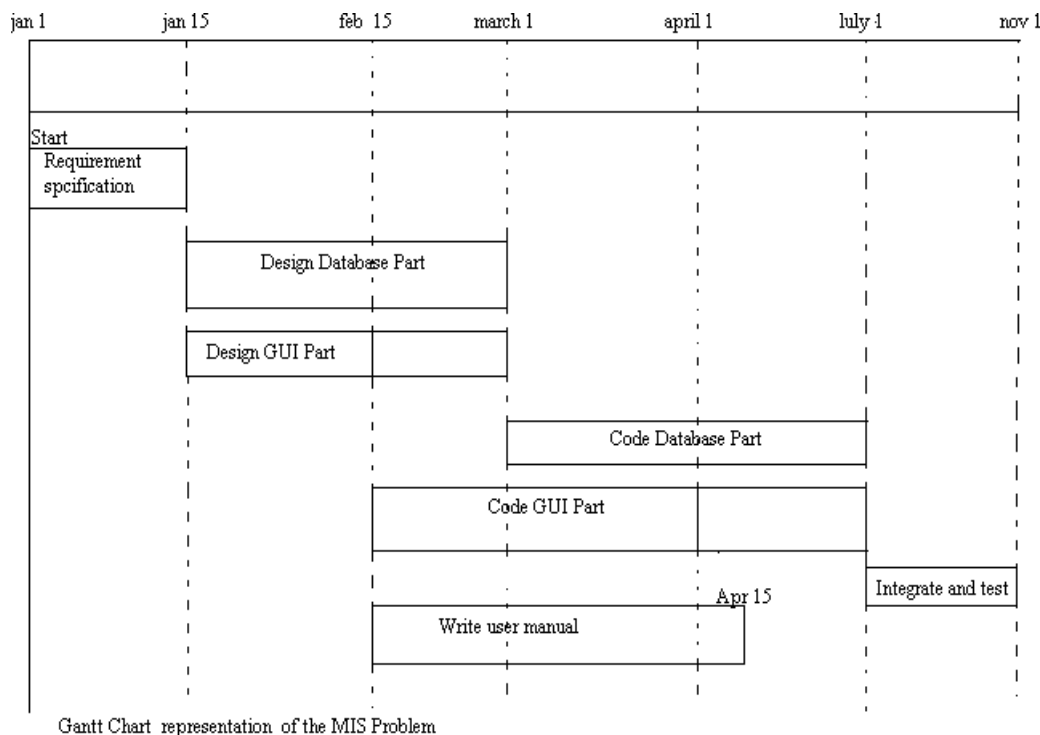 jan 1 jan 15 feb 15 march 1 april 1 luly 1 nov 1
Start
Requirement
spcification
Design Database Part
Design GUI Part
Code Database Part
Code GUI Part
Integrate and test
Apr 15
Write user manual
Gantt Chart representation of the MIS Problem